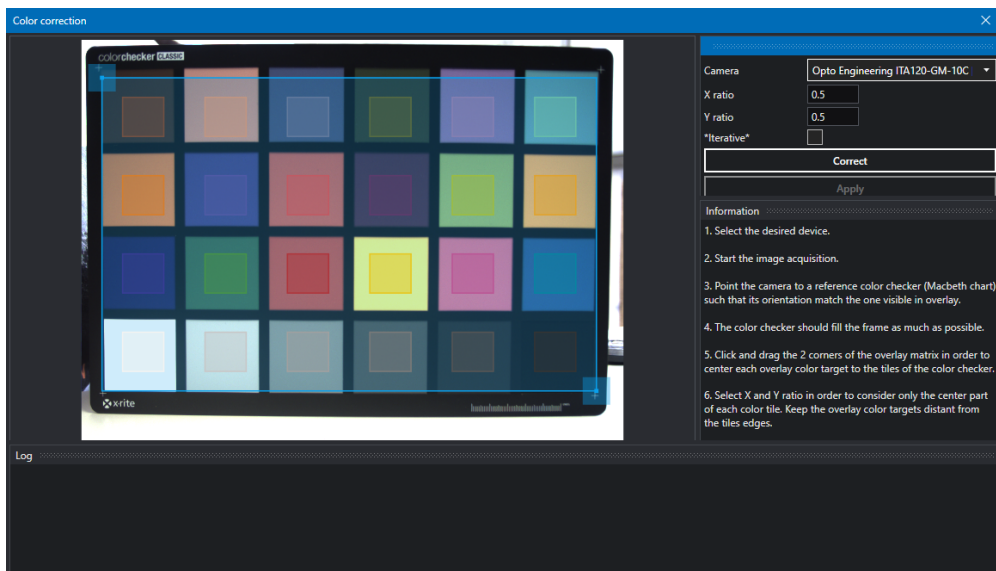 Color correction
colorchecker CLASSIC
x-rite
Camera
Opto Engineering ITA120-GM-10C
X ratio
0.5
Y ratio
0.5
*Iterative*
Correct
Apply
Information
1. Select the desired device.
2. Start the image acquisition.
3. Point the camera to a reference color checker (Macbeth chart)
such that its orientation match the one visible in overlay.
4. The color checker should fill the frame as much as possible.
5. Click and drag the 2 corners of the overlay matrix in order to
center each overlay color target to the tiles of the color checker.
6. Select X and Y ratio in order to consider only the center part
of each color tile. Keep the overlay color targets distant from
the tiles edges.
Log